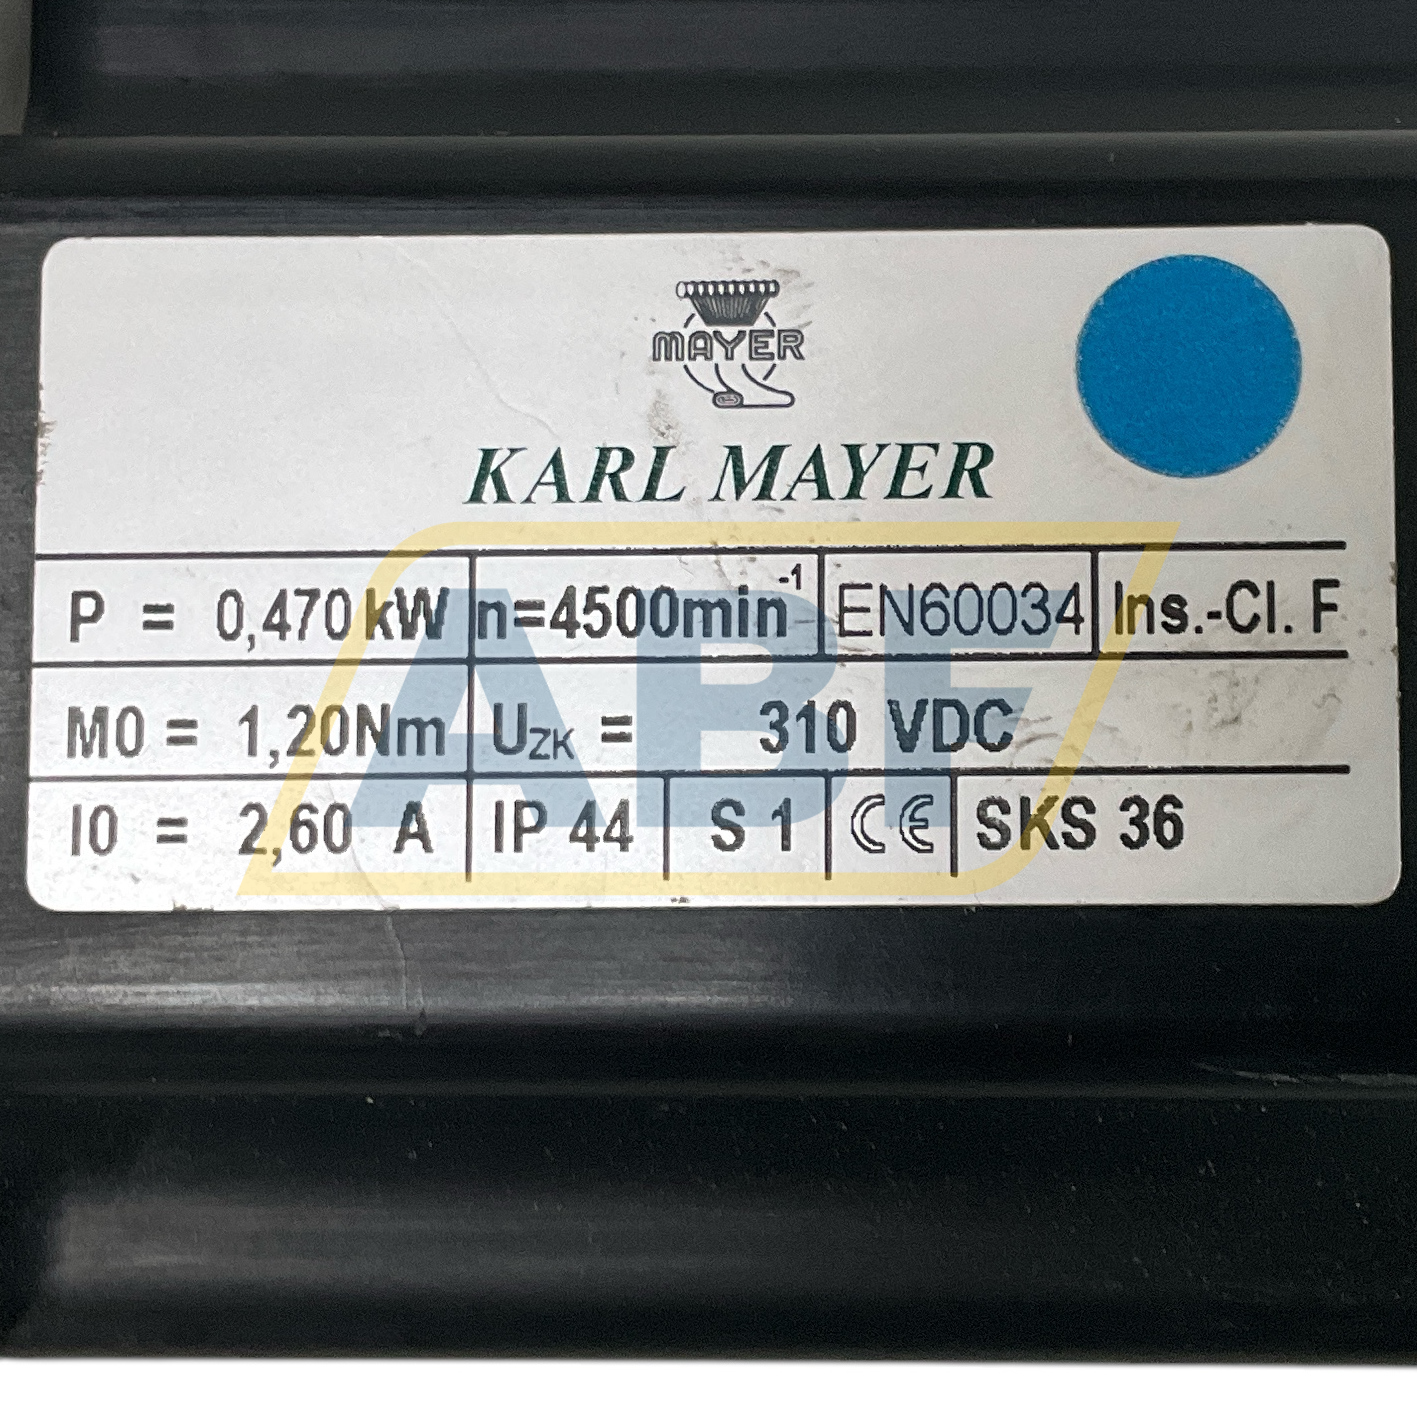 MAYER
KARL MAYER
P = 0,470 kW n=4500min⁻¹ EN60034 Ins.-Cl. F
M0 = 1,20Nm U_ZK = 310 VDC
I0 = 2,60 A IP 44 S 1 CE SKS 36
ABF